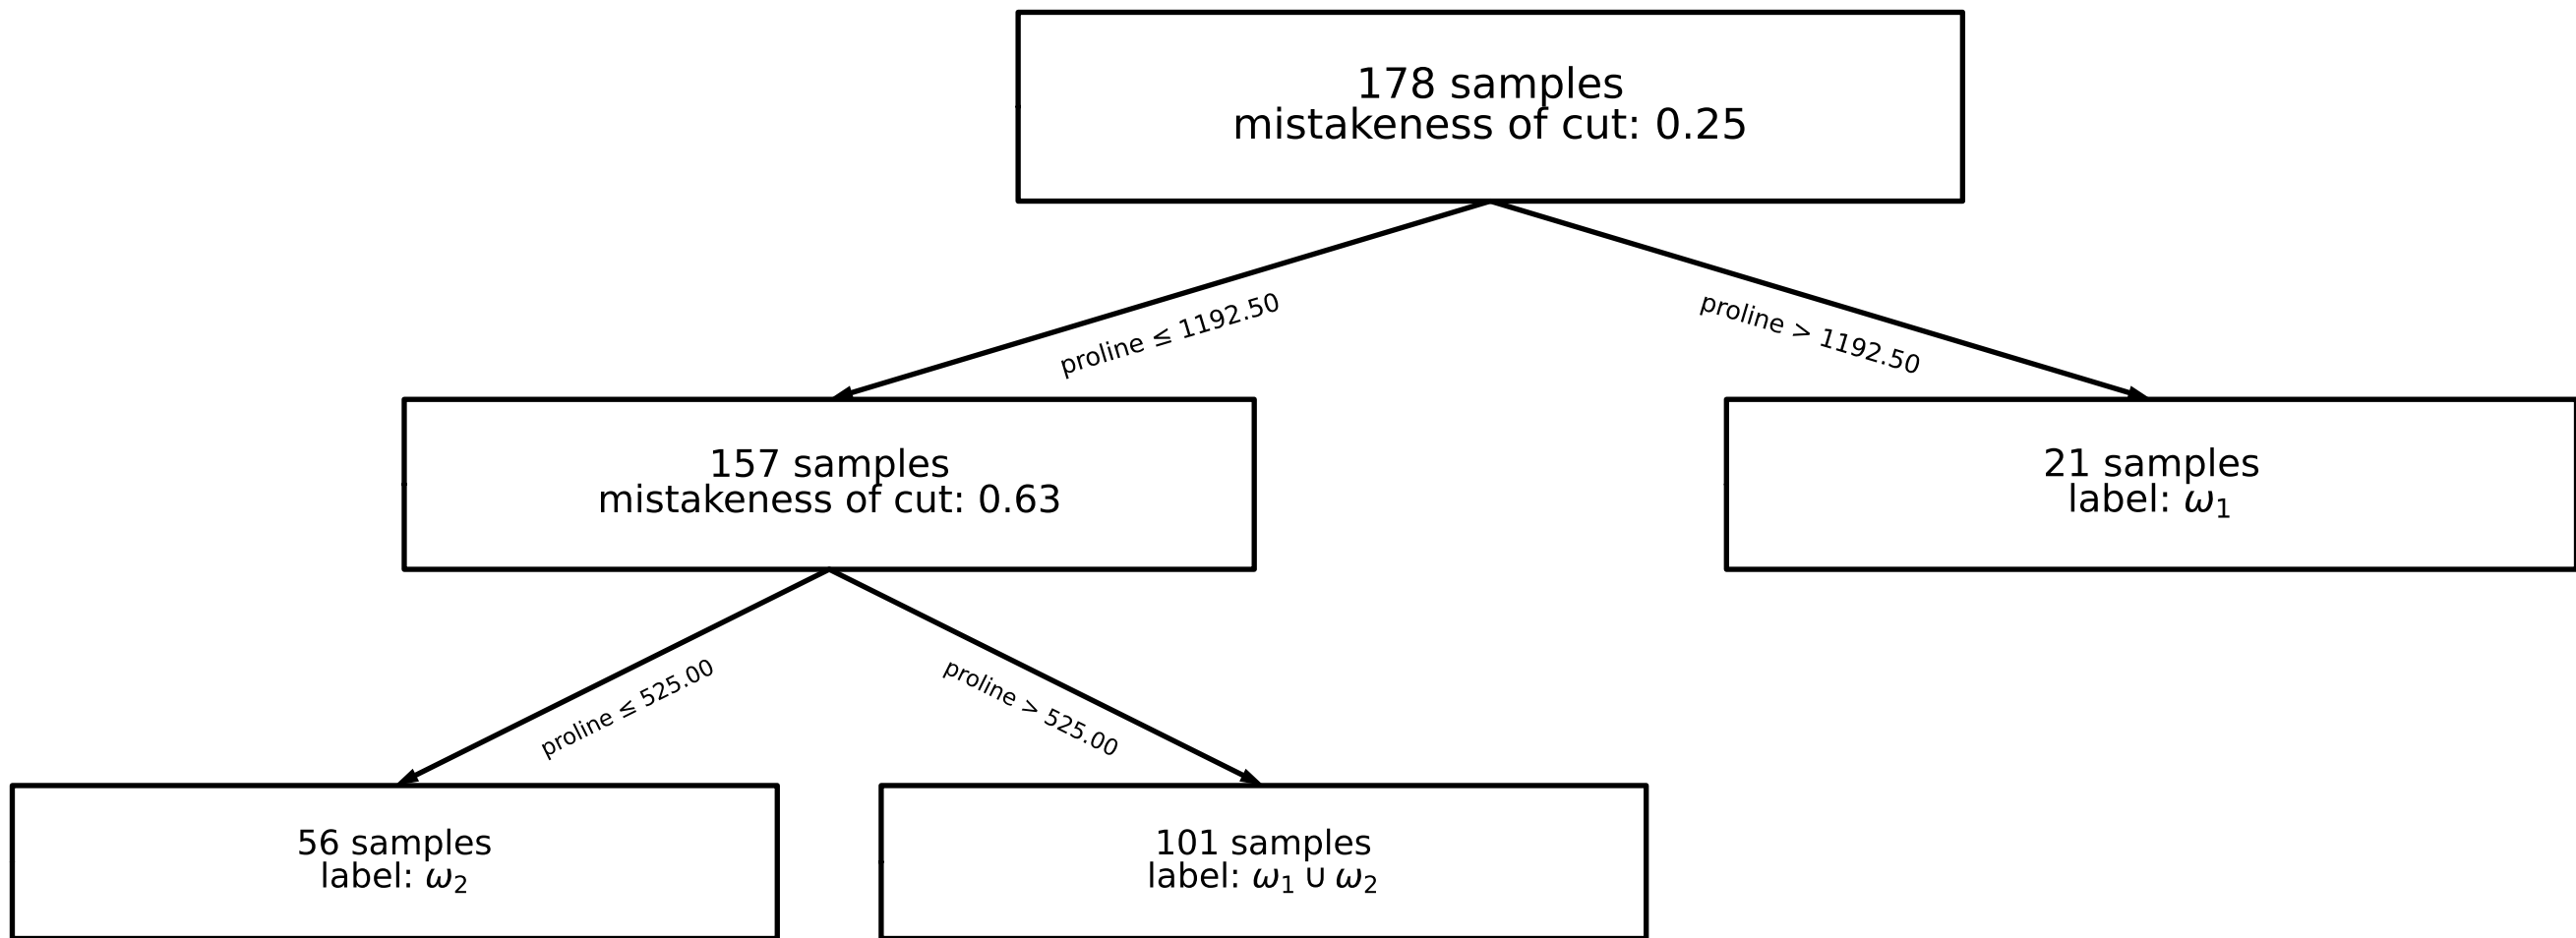 178 samples
mistakeness of cut: 0.25
proline ≤ 1192.50
proline > 1192.50
157 samples
mistakeness of cut: 0.63
21 samples
label: ω₁
proline ≤ 525.00
proline > 525.00
56 samples
label: ω₂
101 samples
label: ω₁ ∪ ω₂